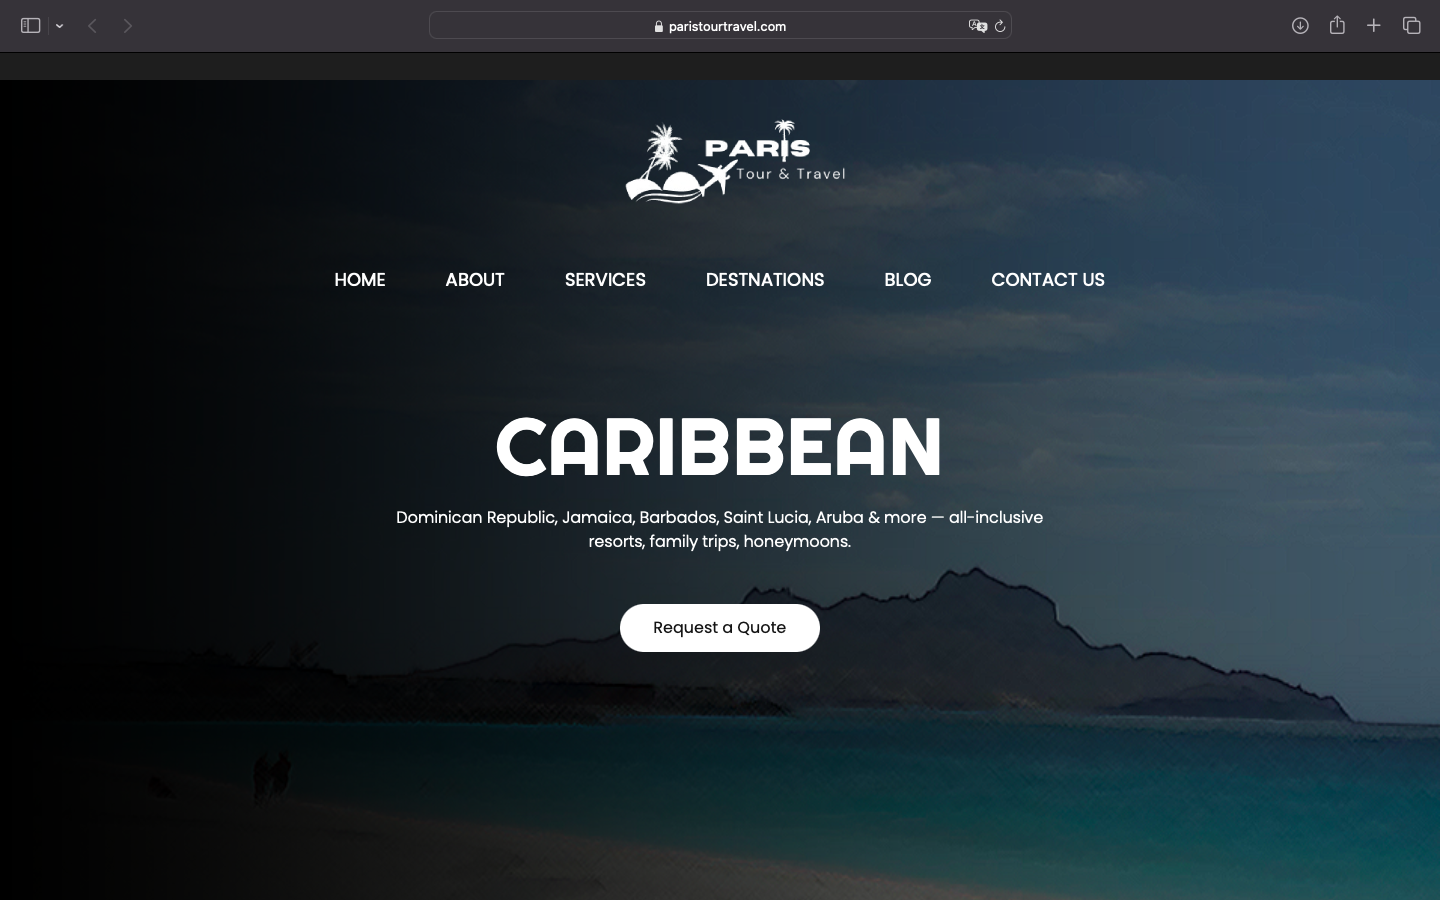 paristourtravel.com
PARIS
Tour & Travel
HOME ABOUT SERVICES DESTNATIONS BLOG CONTACT US
CARIBBEAN
Dominican Republic, Jamaica, Barbados, Saint Lucia, Aruba & more — all-inclusive
resorts, family trips, honeymoons.
Request a Quote